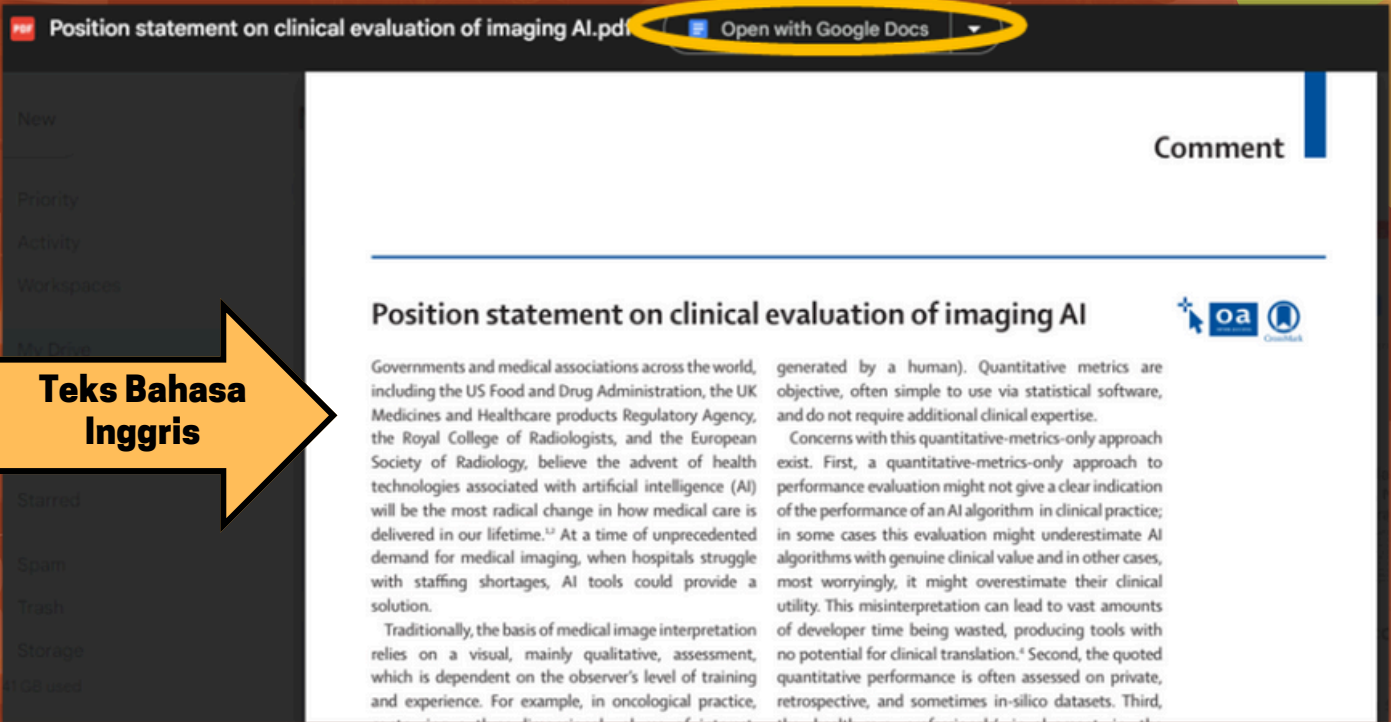 Position statement on clinical evaluation of imaging AI.pdf
Open with Google Docs
New
Priority
Activity
Workspaces
My Drive
Starred
Spam
Trash
Storage
41 GB used
Teks Bahasa
Inggris
Comment
Position statement on clinical evaluation of imaging AI
oa
CrossMark
Governments and medical associations across the world,
including the US Food and Drug Administration, the UK
Medicines and Healthcare products Regulatory Agency,
the Royal College of Radiologists, and the European
Society of Radiology, believe the advent of health
technologies associated with artificial intelligence (AI)
will be the most radical change in how medical care is
delivered in our lifetime.¹˒² At a time of unprecedented
demand for medical imaging, when hospitals struggle
with staffing shortages, AI tools could provide a
solution.
Traditionally, the basis of medical image interpretation
relies on a visual, mainly qualitative, assessment,
which is dependent on the observer's level of training
and experience. For example, in oncological practice,
generated by a human). Quantitative metrics are
objective, often simple to use via statistical software,
and do not require additional clinical expertise.
Concerns with this quantitative-metrics-only approach
exist. First, a quantitative-metrics-only approach to
performance evaluation might not give a clear indication
of the performance of an AI algorithm in clinical practice;
in some cases this evaluation might underestimate AI
algorithms with genuine clinical value and in other cases,
most worryingly, it might overestimate their clinical
utility. This misinterpretation can lead to vast amounts
of developer time being wasted, producing tools with
no potential for clinical translation.⁴ Second, the quoted
quantitative performance is often assessed on private,
retrospective, and sometimes in-silico datasets. Third,